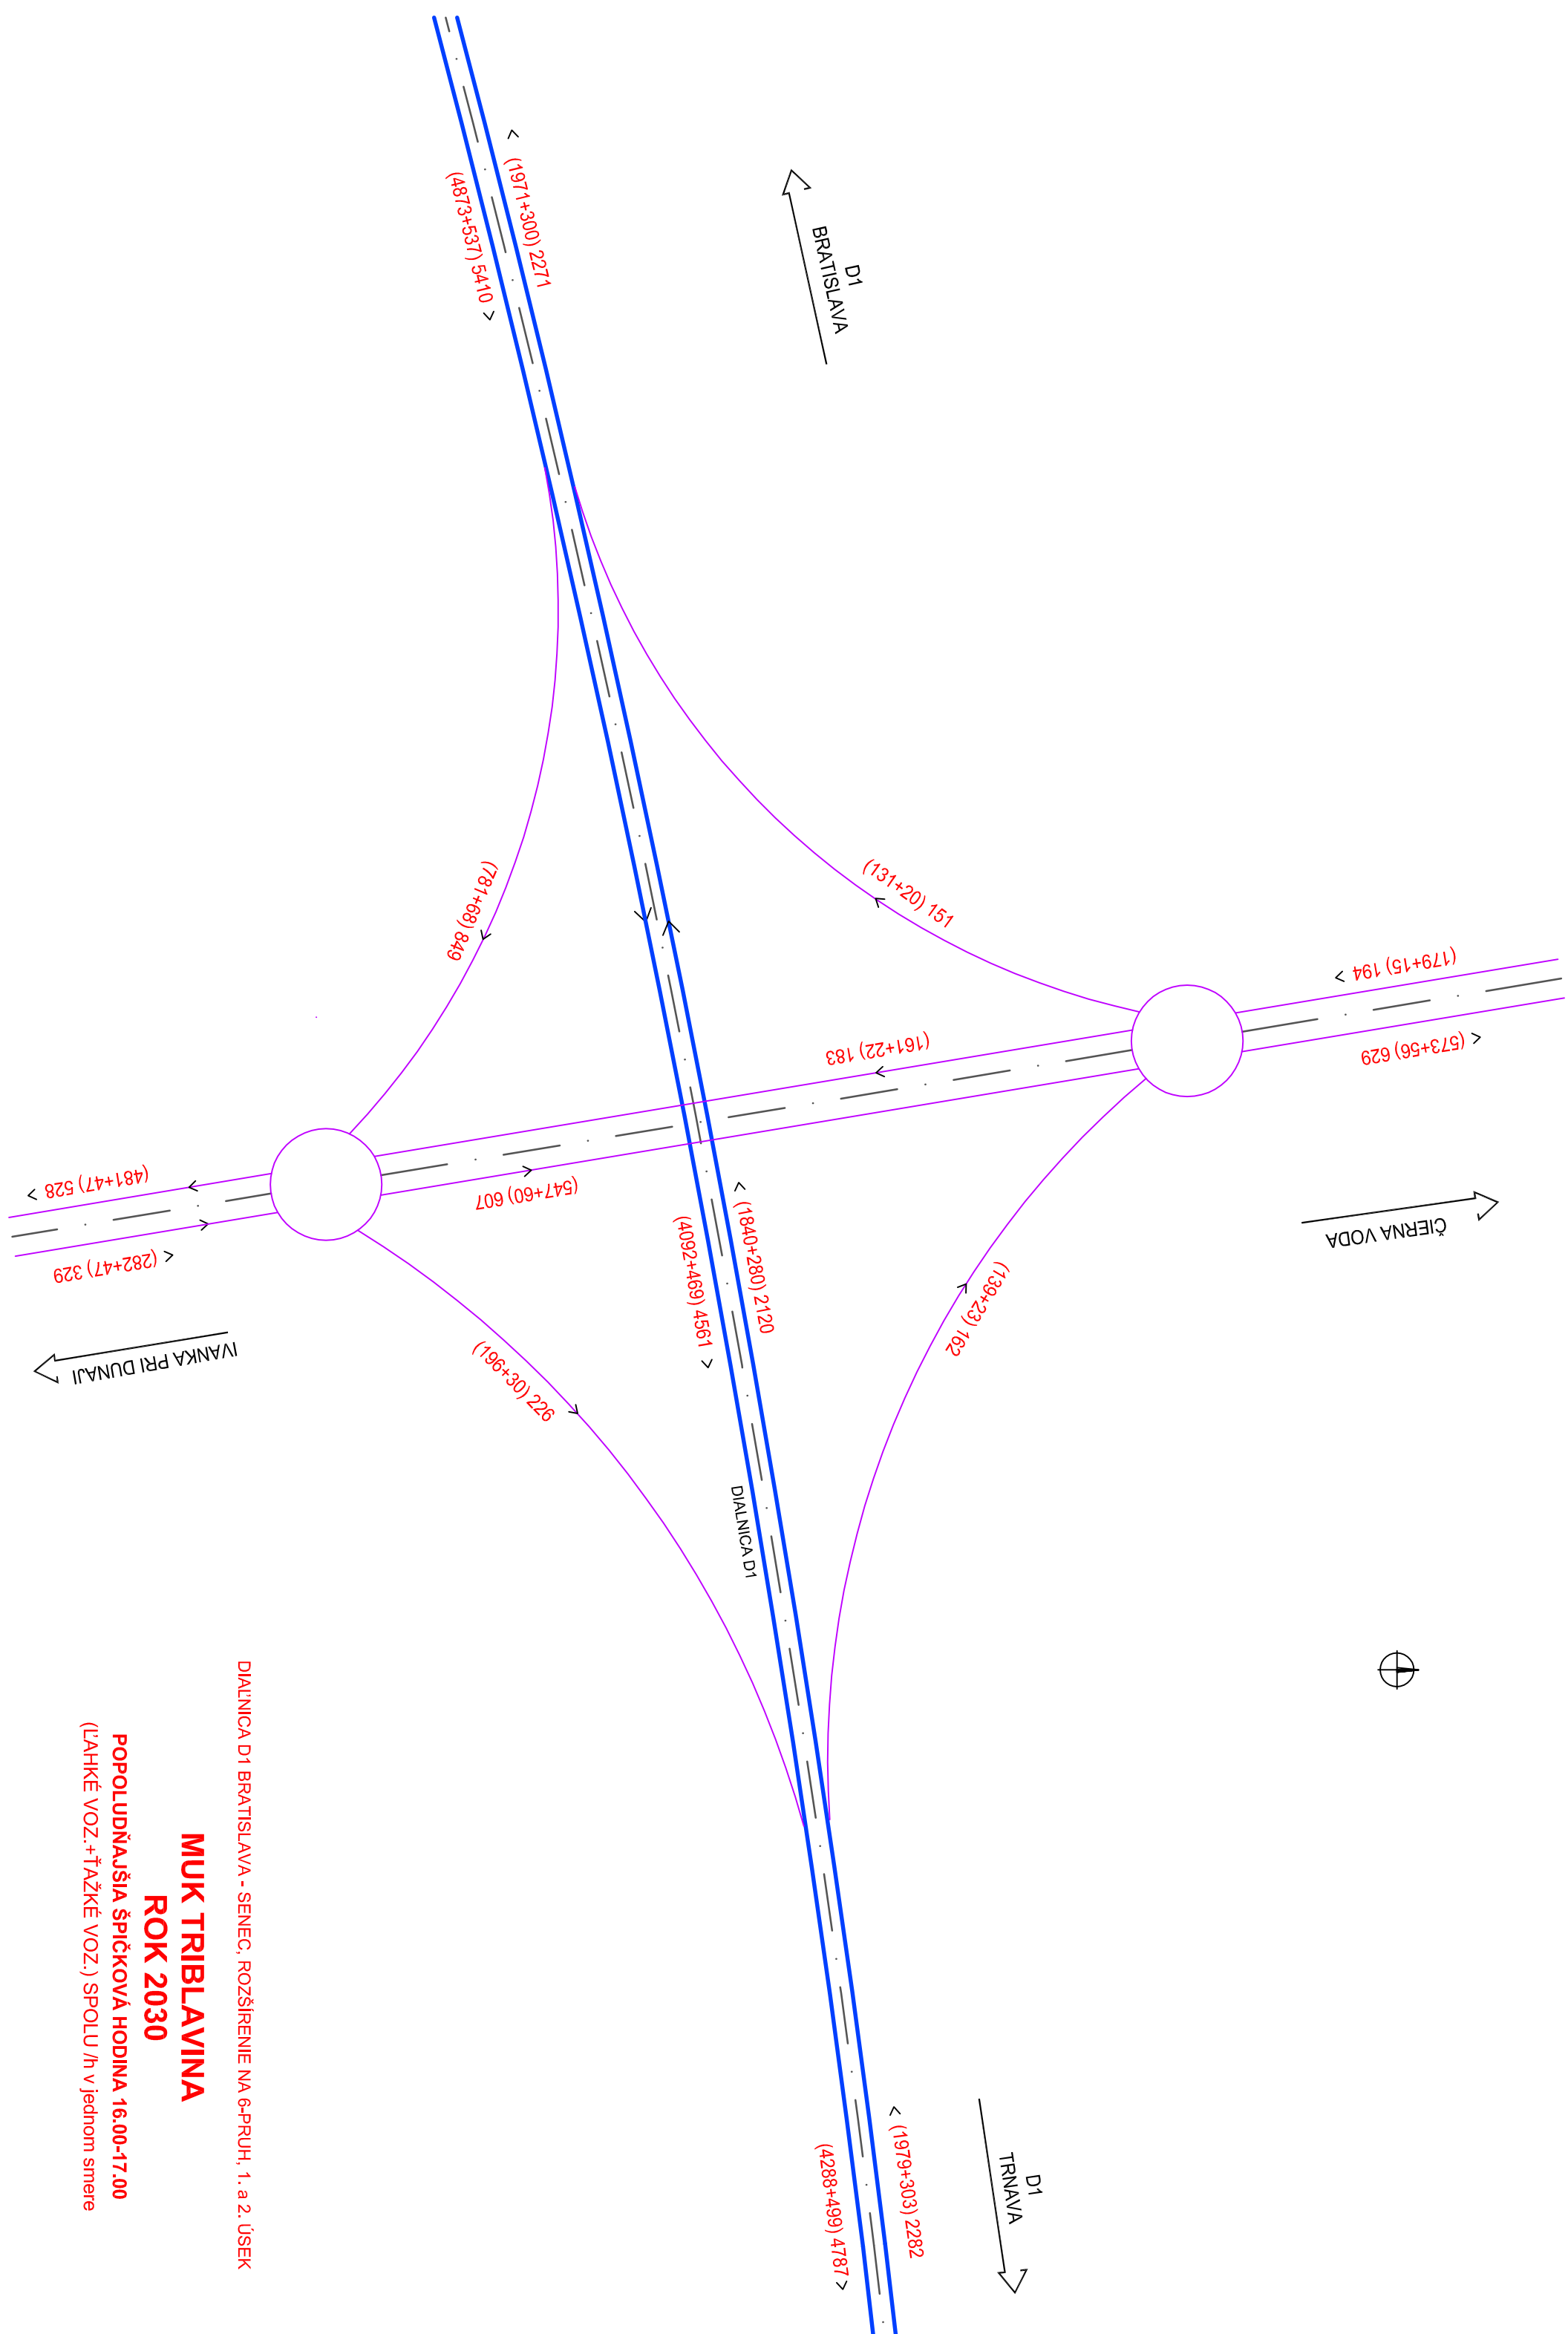 DIAĽNICA D1 BRATISLAVA - SENEC, ROZŠÍRENIE NA 6-PRUH, 1. a 2. ÚSEK
MUK TRIBLAVINA
ROK 2030
POPOLUDŇAJŠIA ŠPIČKOVÁ HODINA 16.00-17.00
(ĽAHKÉ VOZ.+ŤAŽKÉ VOZ.) SPOLU /h v jednom smere
D1
BRATISLAVA
< (1971+300) 2271
(4873+537) 5410 >
(781+68) 849
(131+20) 151
(179+15) 194 >
< (573+56) 629
(161+22) 183
(547+60) 607
(481+47) 528 >
< (282+47) 329
ČIERNA VODA
IVANKA PRI DUNAJI
< (1840+280) 2120
(4092+469) 4561 >
(139+23) 162
(196+30) 226
DIALNICA D1
D1
TRNAVA
< (1979+303) 2282
(4288+499) 4787 >